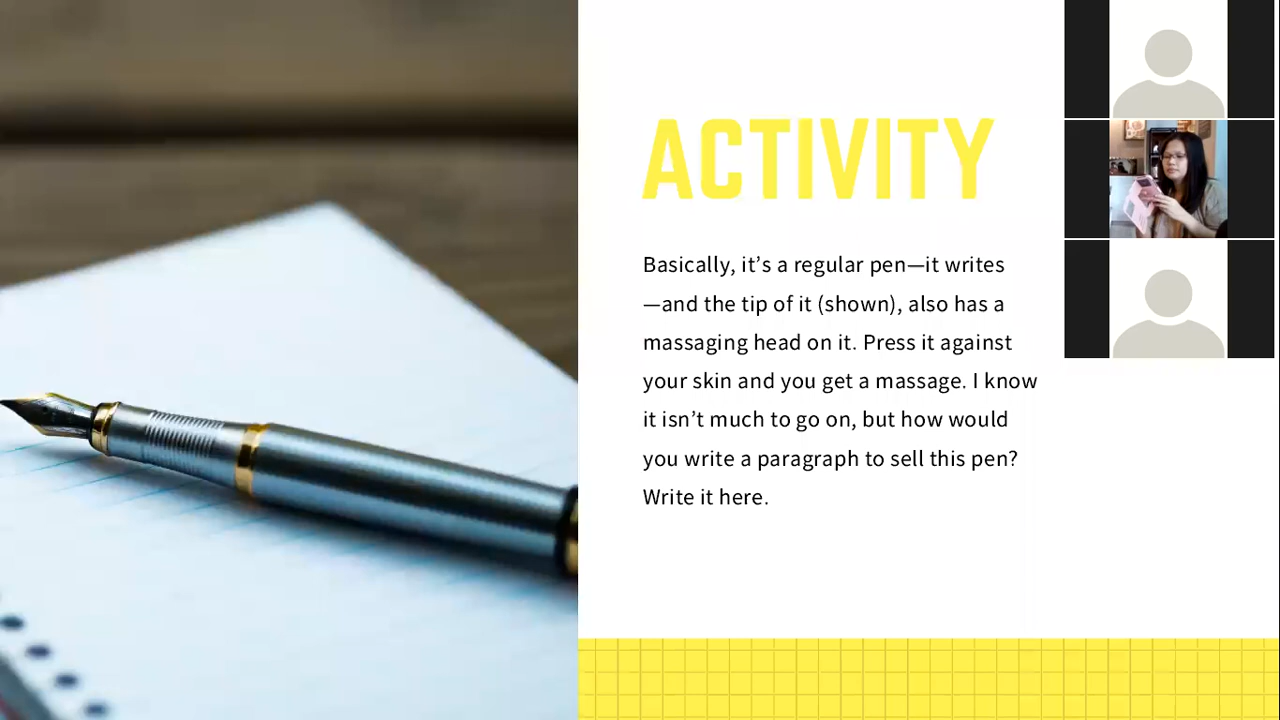 ACTIVITY
Basically, it’s a regular pen—it writes
—and the tip of it (shown), also has a
massaging head on it. Press it against
your skin and you get a massage. I know
it isn’t much to go on, but how would
you write a paragraph to sell this pen?
Write it here.